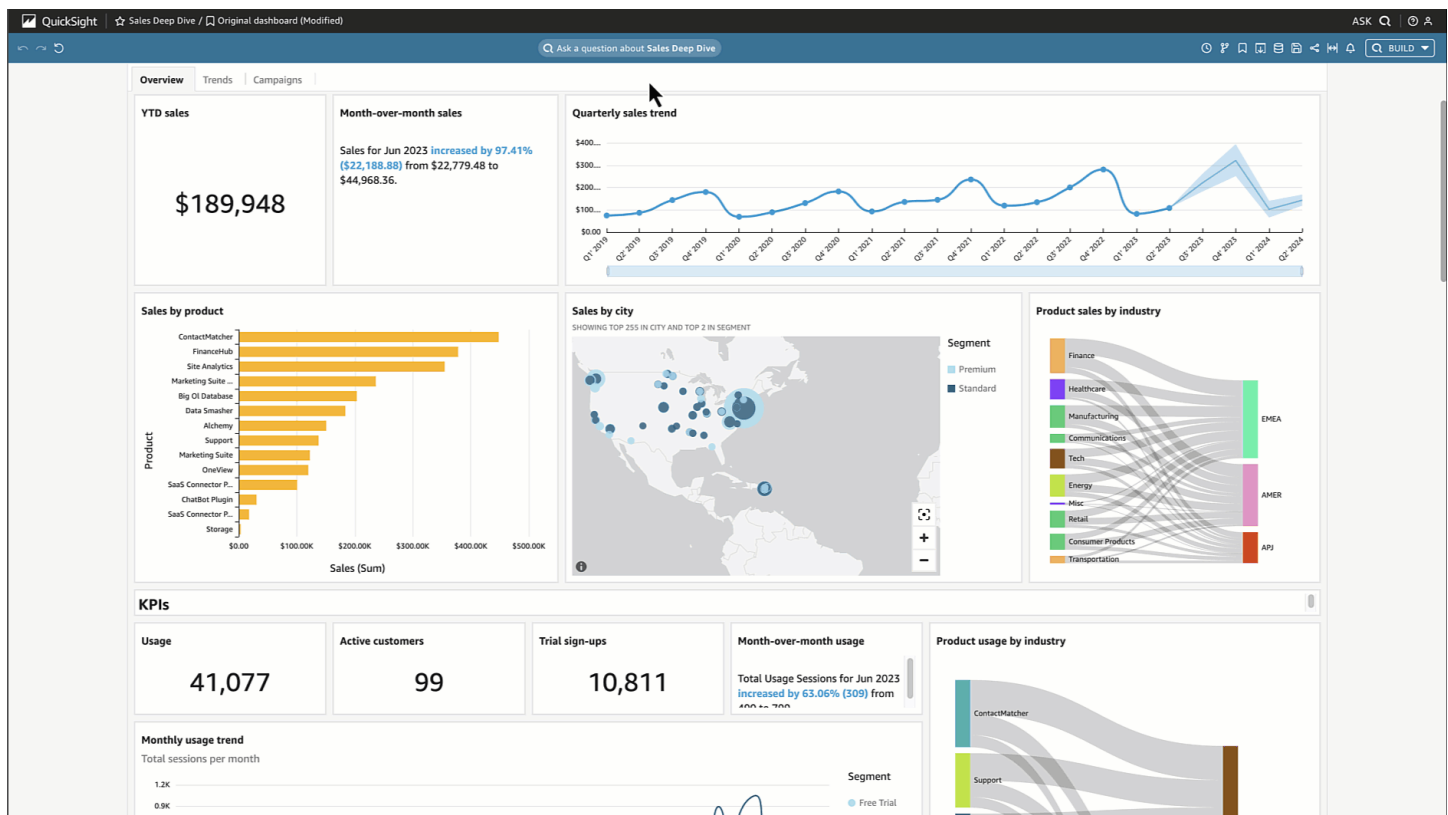 QuickSight
Sales Deep Dive / Original dashboard (Modified)
ASK
Ask a question about Sales Deep Dive
BUILD
Overview
Trends
Campaigns
YTD sales
$189,948
Month-over-month sales
Sales for Jun 2023 increased by 97.41%
($22,188.88) from $22,779.48 to
$44,968.36.
Quarterly sales trend
$400...
$300...
$200...
$100...
$0.00
Q1' 2019
Q2' 2019
Q3' 2019
Q4' 2019
Q1' 2020
Q2' 2020
Q3' 2020
Q4' 2020
Q1' 2021
Q2' 2021
Q3' 2021
Q4' 2021
Q1' 2022
Q2' 2022
Q3' 2022
Q4' 2022
Q1' 2023
Q2' 2023
Q3' 2023
Q4' 2023
Q1' 2024
Q2' 2024
Sales by product
Product
ContactMatcher
FinanceHub
Site Analytics
Marketing Suite ...
Big Ol Database
Data Smasher
Alchemy
Support
Marketing Suite
OneView
SaaS Connector P...
ChatBot Plugin
SaaS Connector P...
Storage
$0.00
$100.00K
$200.00K
$300.00K
$400.00K
$500.00K
Sales (Sum)
Sales by city
SHOWING TOP 255 IN CITY AND TOP 2 IN SEGMENT
Segment
Premium
Standard
Product sales by industry
Finance
Healthcare
Manufacturing
Communications
Tech
Energy
Misc
Retail
Consumer Products
Transportation
EMEA
AMER
APJ
KPIs
Usage
41,077
Active customers
99
Trial sign-ups
10,811
Month-over-month usage
Total Usage Sessions for Jun 2023
increased by 63.06% (309) from
Product usage by industry
ContactMatcher
Support
Monthly usage trend
Total sessions per month
1.2K
0.9K
Segment
Free Trial